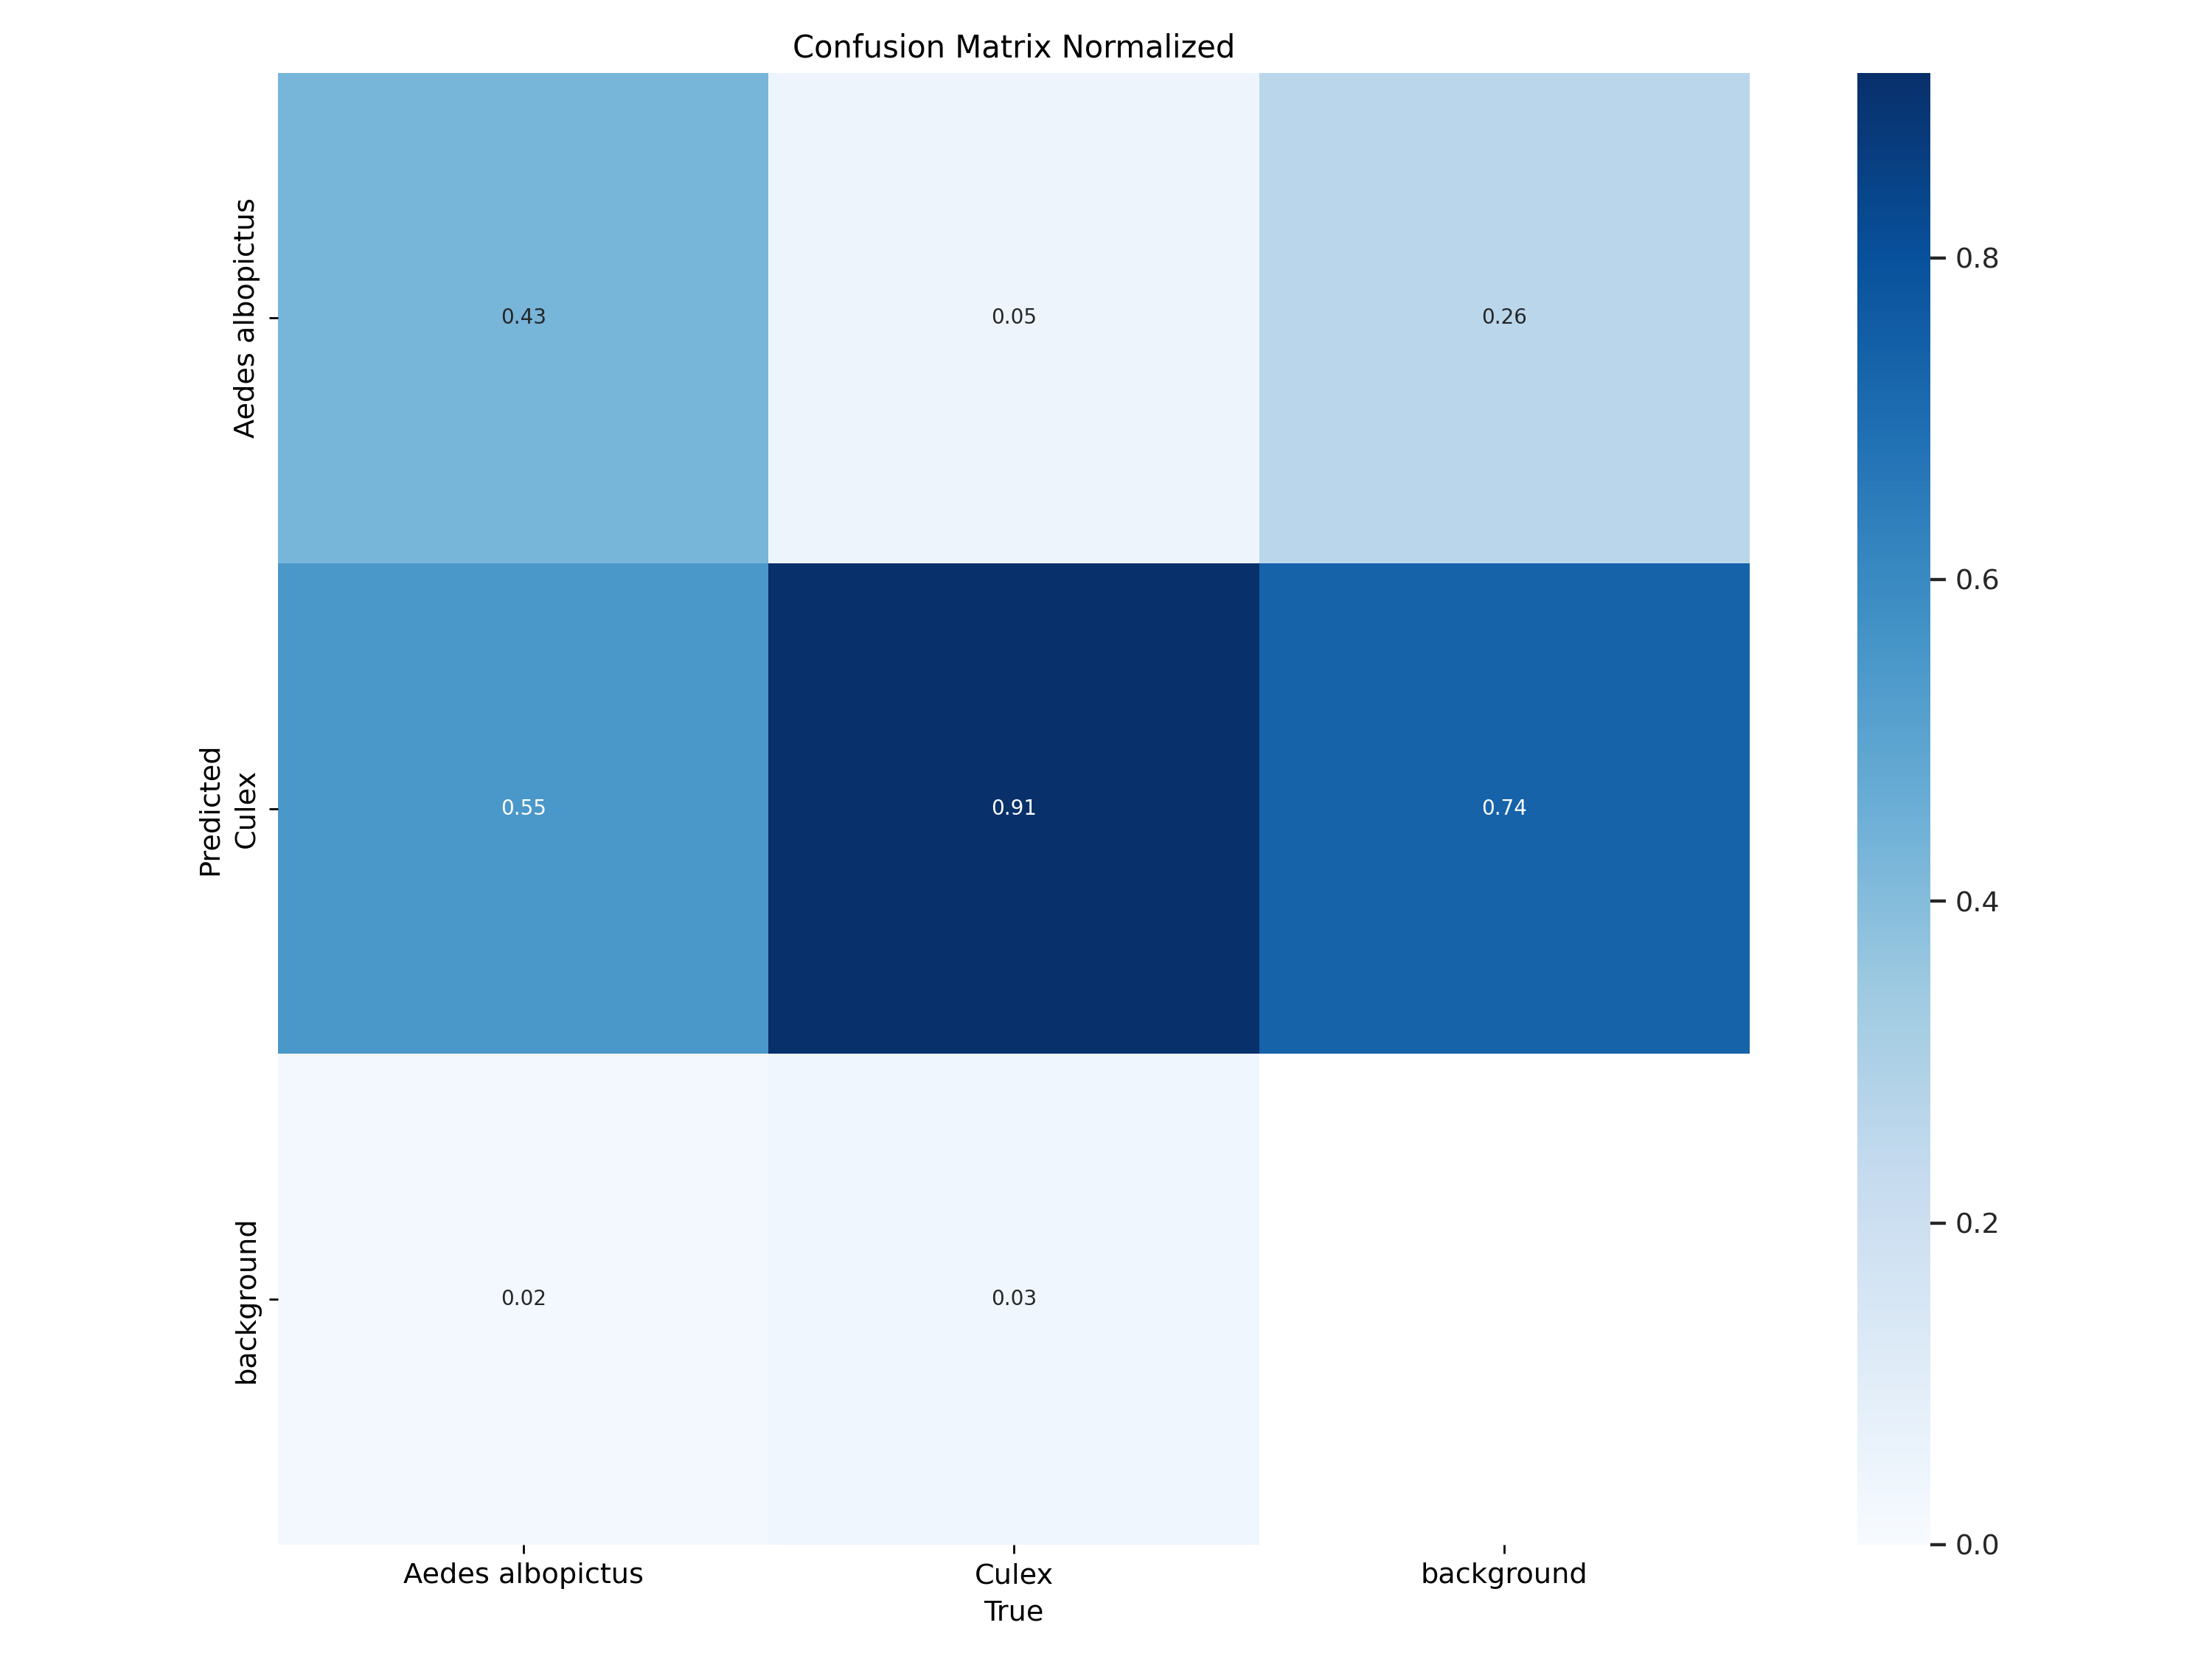 Confusion Matrix Normalized
Aedes albopictus
0.43
0.05
0.26
Predicted
Culex
0.55
0.91
0.74
background
0.02
0.03
Aedes albopictus
Culex
background
True
0.8
0.6
0.4
0.2
0.0